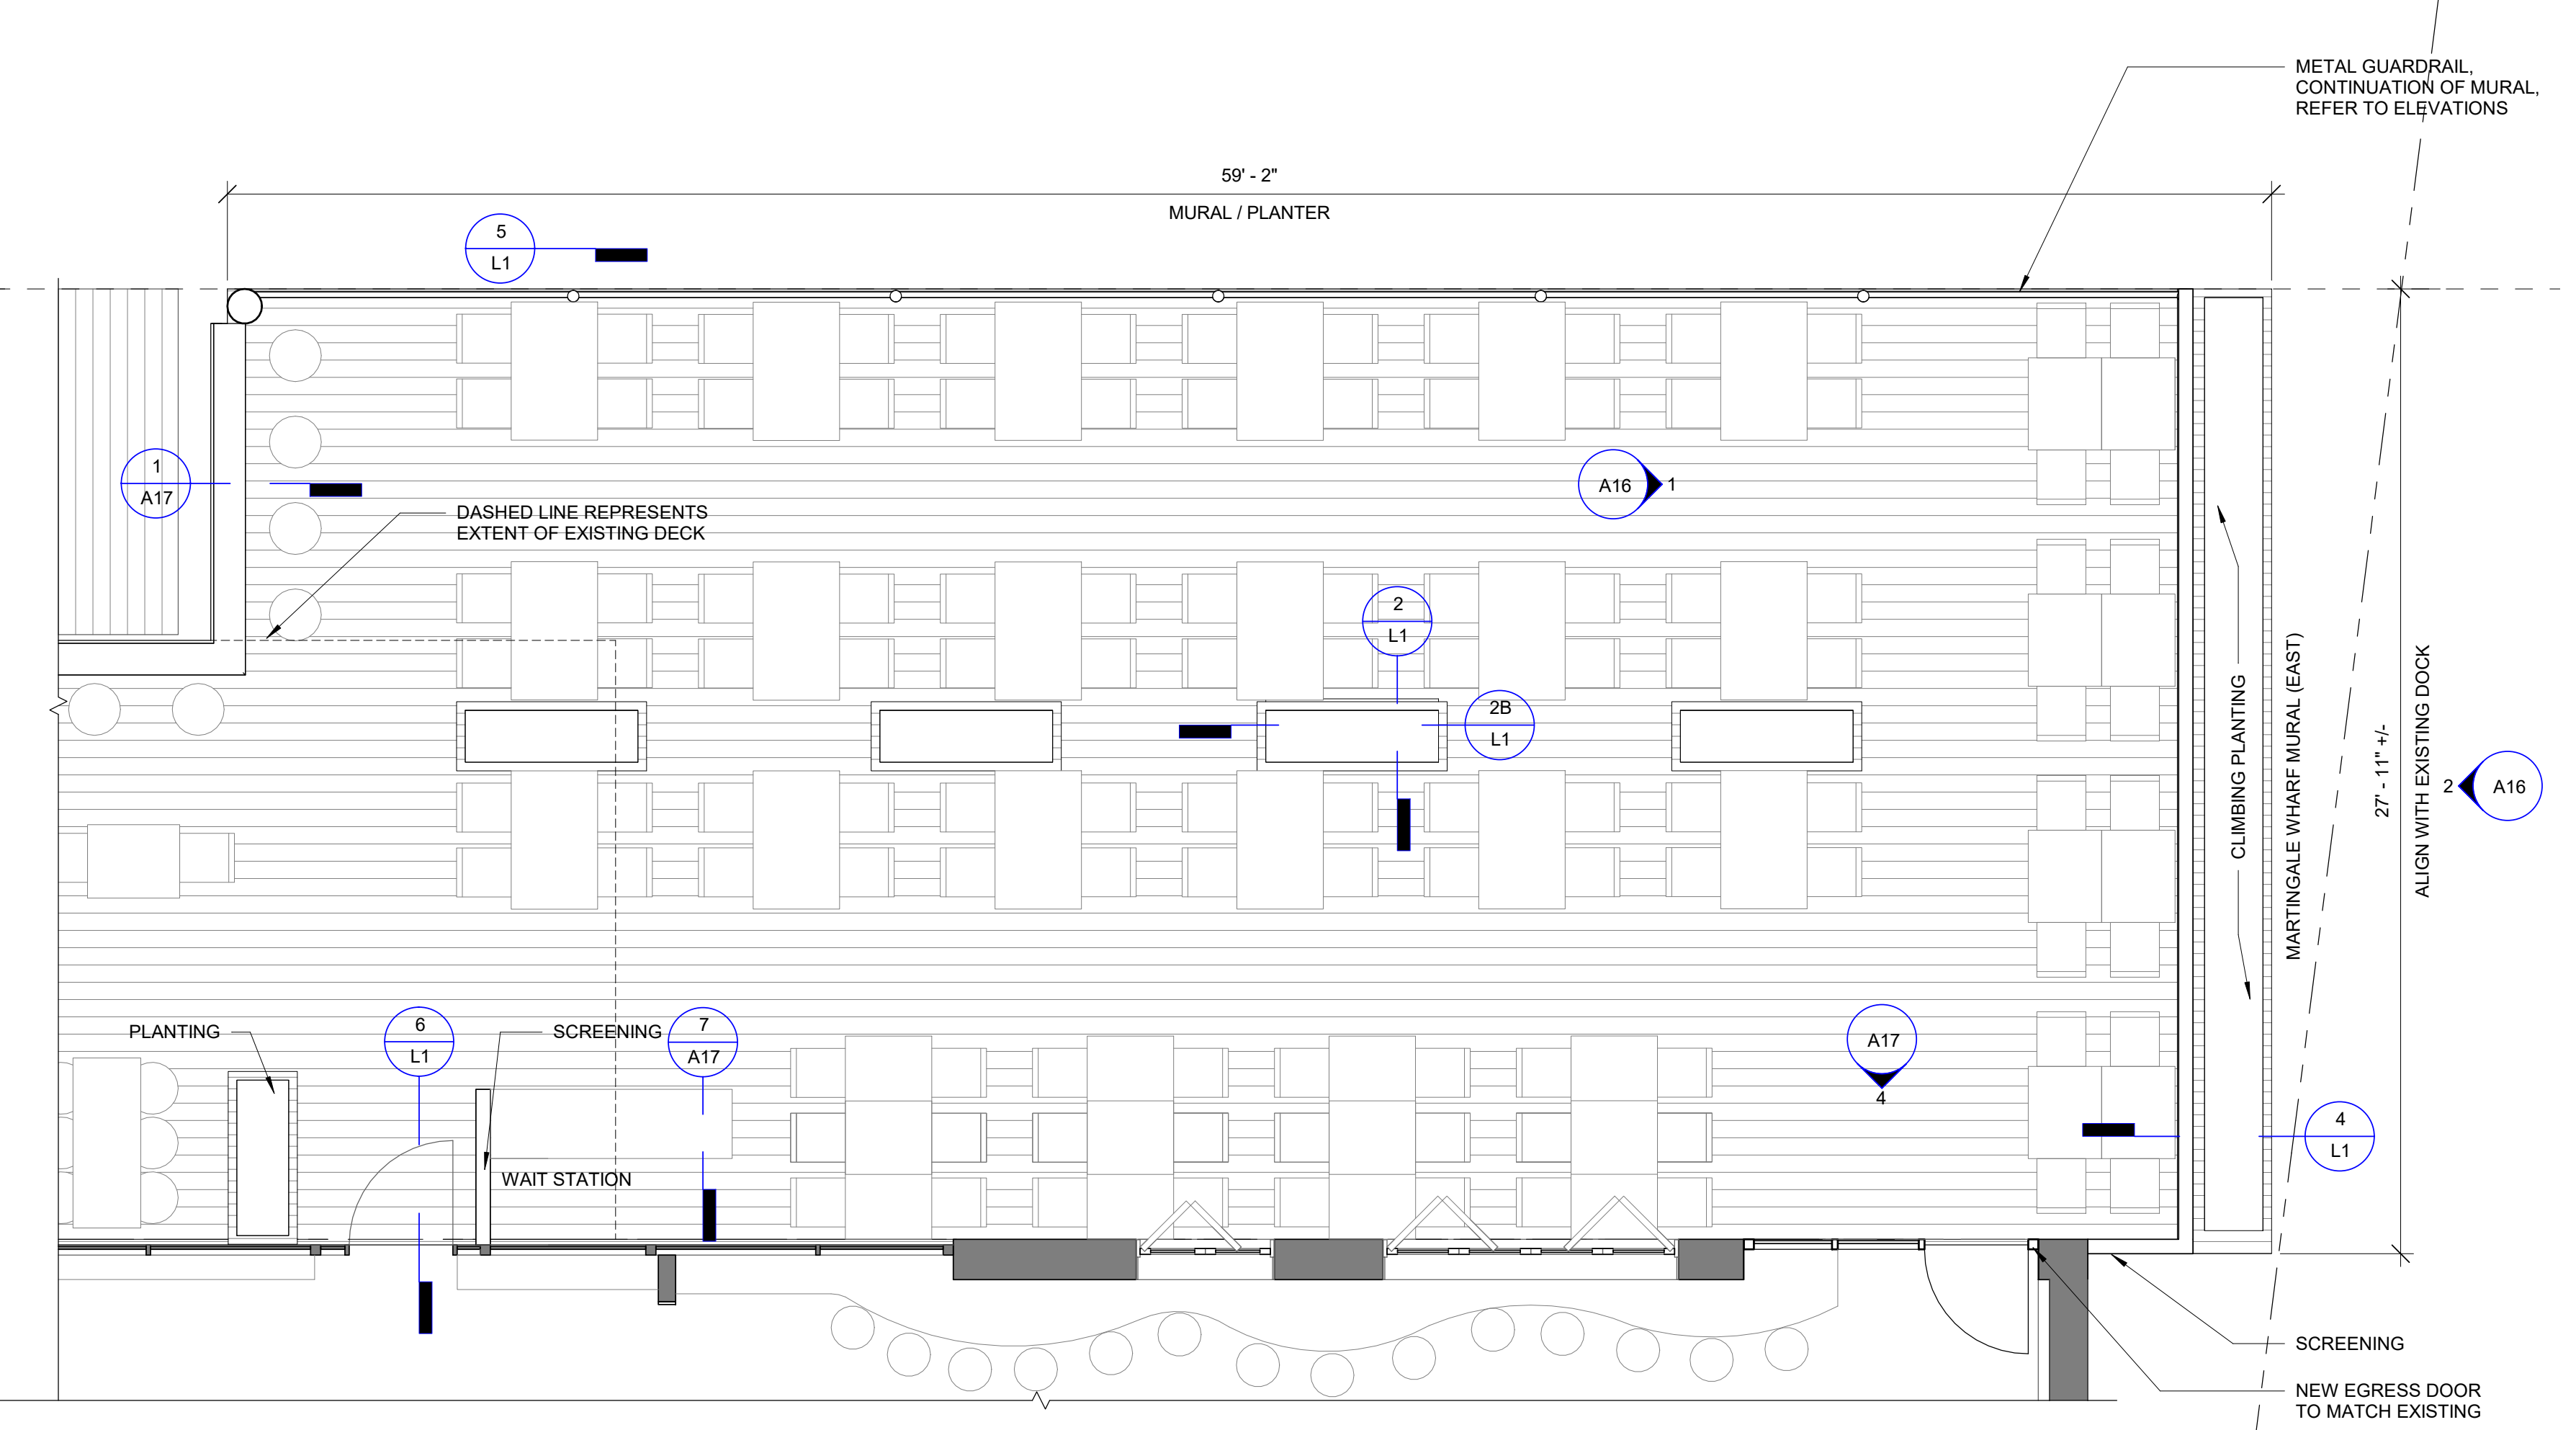 METAL GUARDRAIL,
CONTINUATION OF MURAL,
REFER TO ELEVATIONS
59' - 2"
MURAL / PLANTER
5
L1
1
A17
A16
1
DASHED LINE REPRESENTS
EXTENT OF EXISTING DECK
2
L1
2B
L1
CLIMBING PLANTING
MARTINGALE WHARF MURAL (EAST)
27' - 11" +/-
ALIGN WITH EXISTING DOCK
2
A16
PLANTING
6
L1
SCREENING
7
A17
A17
4
4
L1
WAIT STATION
SCREENING
NEW EGRESS DOOR
TO MATCH EXISTING